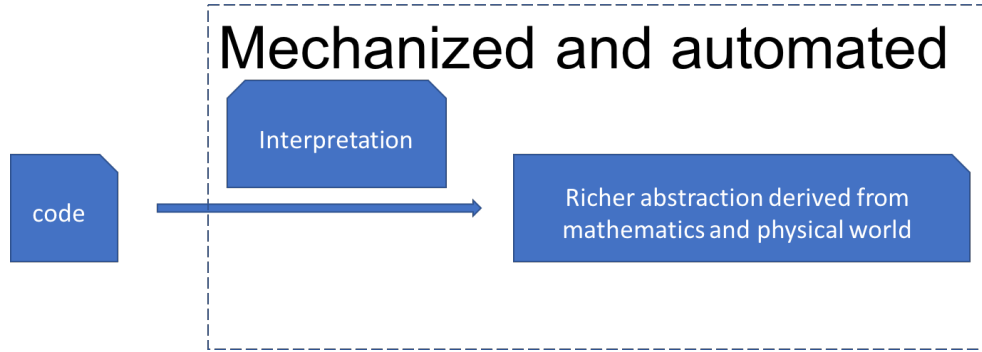 Mechanized and automated
Interpretation
code
Richer abstraction derived from
mathematics and physical world